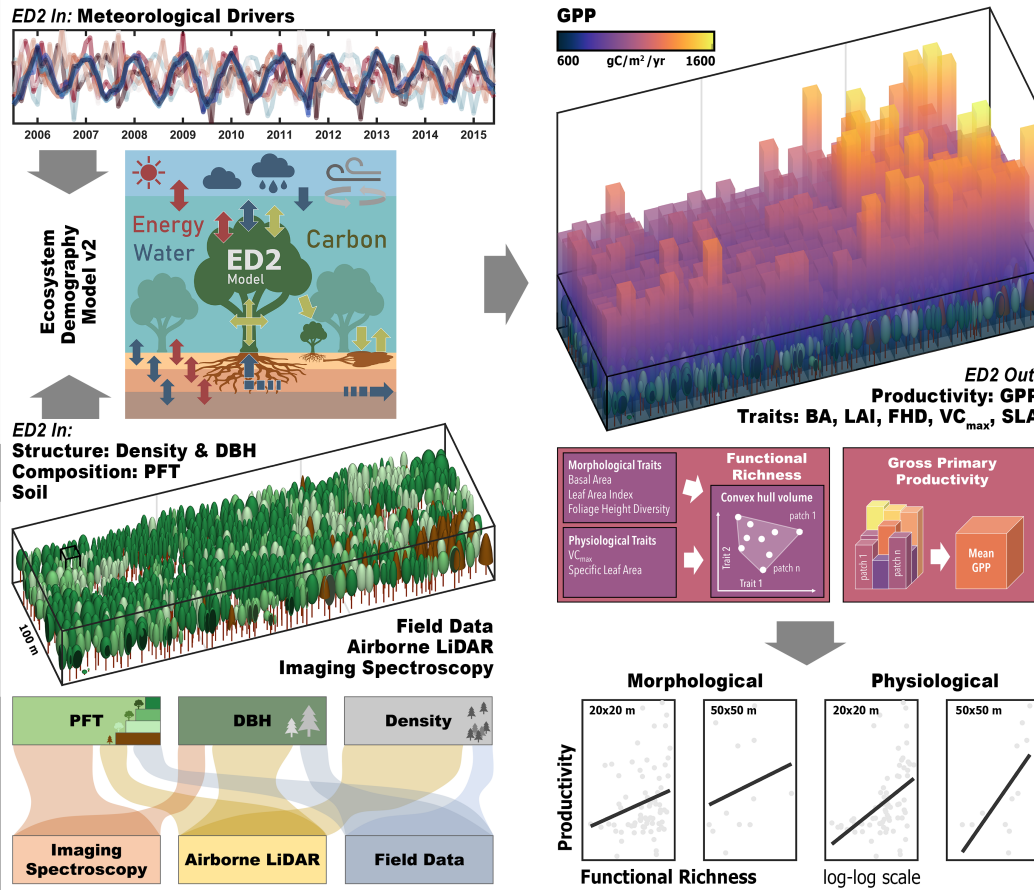 ED2 In: Meteorological Drivers
2006 2007 2008 2009 2010 2011 2012 2013 2014 2015
Ecosystem
Demography
Model v2
Energy
Water
Carbon
ED2
Model
ED2 In:
Structure: Density & DBH
Composition: PFT
Soil
100 m
Field Data
Airborne LiDAR
Imaging Spectroscopy
PFT
DBH
Density
Imaging
Spectroscopy
Airborne LiDAR
Field Data
GPP
600 gC/m²/yr 1600
ED2 Out
Productivity: GPP
Traits: BA, LAI, FHD, VCmax, SLA
Morphological Traits
Basal Area
Leaf Area Index
Foliage Height Diversity
Physiological Traits
VCmax
Specific Leaf Area
Functional
Richness
Convex hull volume
patch 1
patch n
Trait 2
Trait 1
Gross Primary
Productivity
patch 1
patch n
Mean
GPP
Morphological
Physiological
20x20 m
50x50 m
20x20 m
50x50 m
Productivity
Functional Richness
log-log scale